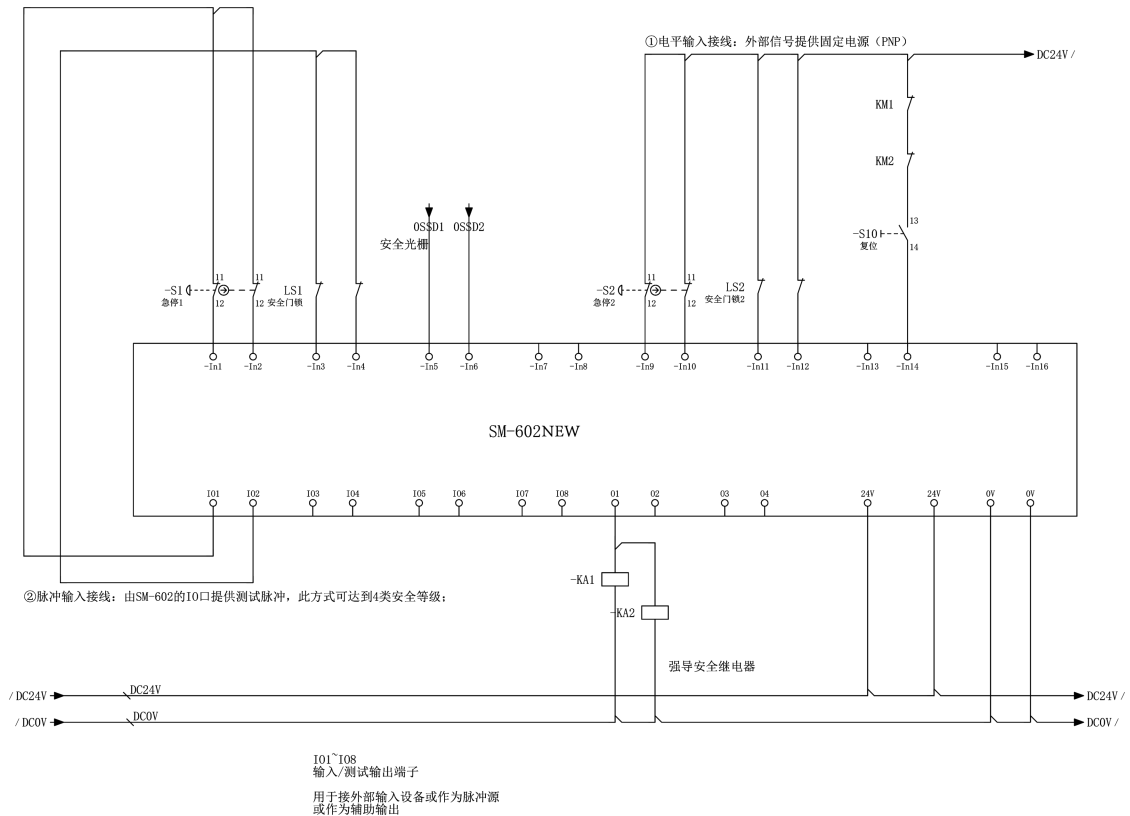 ①电平输入接线：外部信号提供固定电源（PNP）
DC24V /
KM1
KM2
13
-S10
复位
14
OSSD1 OSSD2
安全光栅
11 11
-S1
急停1
12 12
LS1
安全门锁
11 11
-S2
急停2
12 12
LS2
安全门锁2
-In1 -In2 -In3 -In4 -In5 -In6 -In7 -In8 -In9 -In10 -In11 -In12 -In13 -In14 -In15 -In16
SM-602NEW
IO1 IO2 IO3 IO4 IO5 IO6 IO7 IO8 O1 O2 O3 O4 24V 24V 0V 0V
-KA1
②脉冲输入接线：由SM-602的IO口提供测试脉冲，此方式可达到4类安全等级；
-KA2
强导安全继电器
/ DC24V DC24V DC24V /
/ DC0V DC0V DC0V /
IO1~IO8
输入/测试输出端子
用于接外部输入设备或作为脉冲源
或作为辅助输出